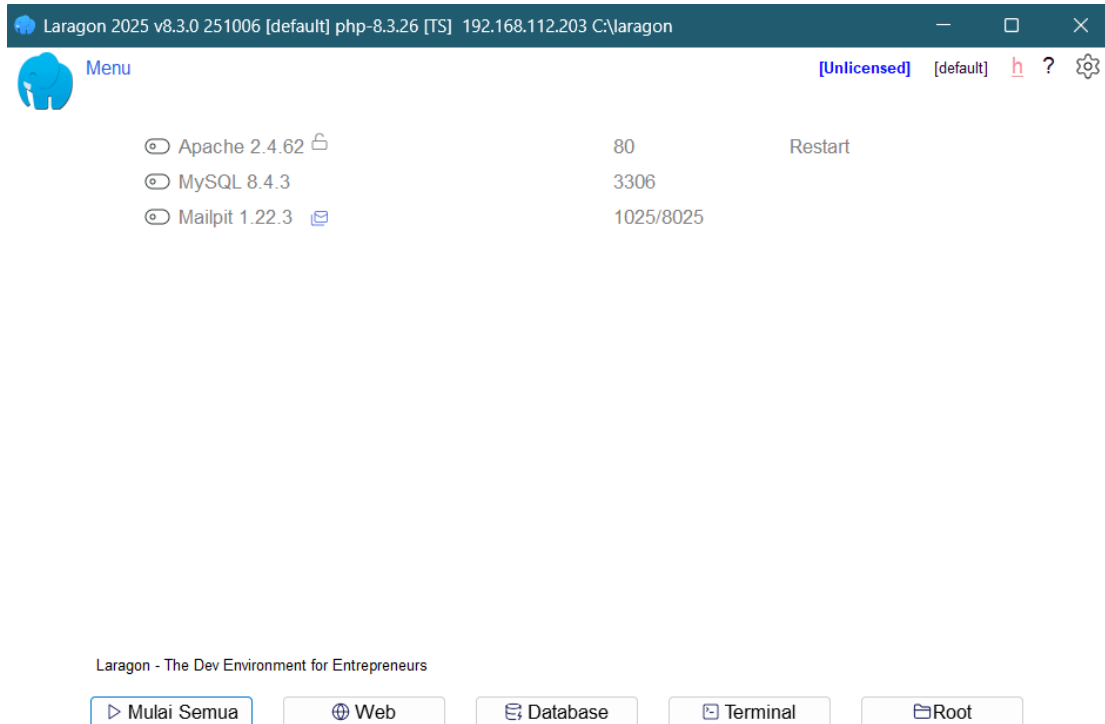 Laragon 2025 v8.3.0 251006 [default] php-8.3.26 [TS] 192.168.112.203 C:\laragon
Menu [Unlicensed] [default] h ?
Apache 2.4.62 80 Restart
MySQL 8.4.3 3306
Mailpit 1.22.3 1025/8025
Laragon - The Dev Environment for Entrepreneurs
Mulai Semua Web Database Terminal Root